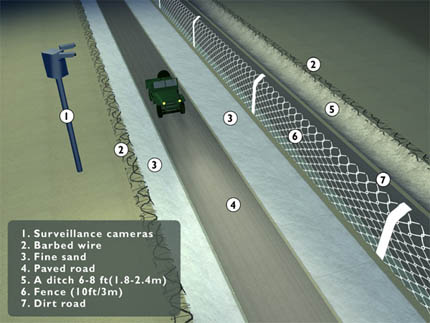 2
5
1
3
6
2
3
7
4
1. Surveillance cameras
2. Barbed wire
3. Fine sand
4. Paved road
5. A ditch 6-8 ft(1.8-2.4m)
6. Fence (10ft/3m)
7. Dirt road